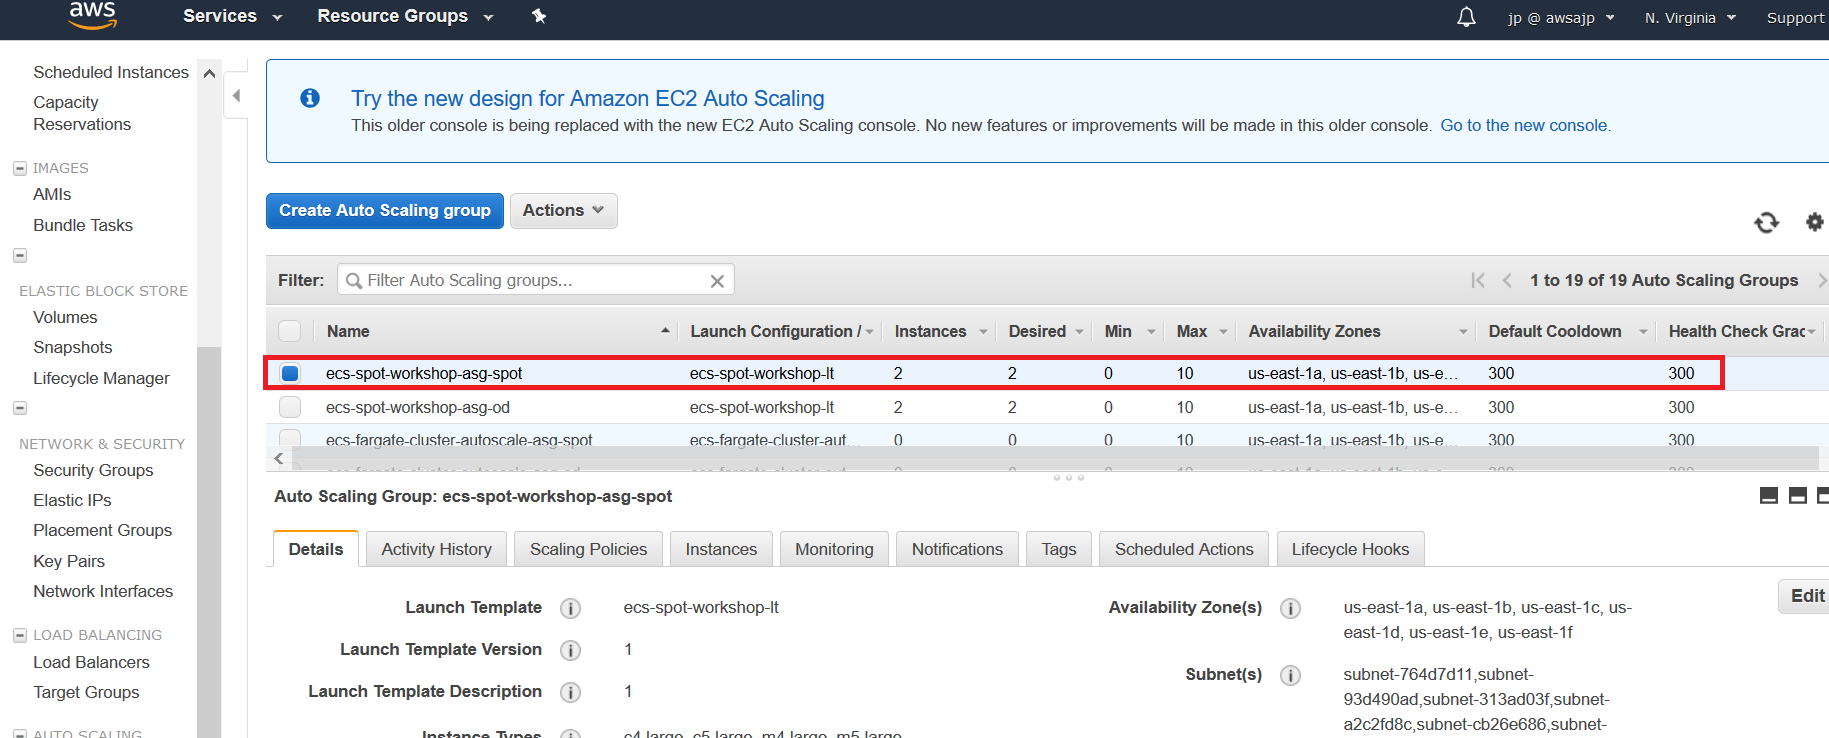 aws Services Resource Groups jp @ awsajp N. Virginia Support
Scheduled Instances
Capacity
Reservations
IMAGES
AMIs
Bundle Tasks
ELASTIC BLOCK STORE
Volumes
Snapshots
Lifecycle Manager
NETWORK & SECURITY
Security Groups
Elastic IPs
Placement Groups
Key Pairs
Network Interfaces
LOAD BALANCING
Load Balancers
Target Groups
AUTO SCALING
Try the new design for Amazon EC2 Auto Scaling
This older console is being replaced with the new EC2 Auto Scaling console. No new features or improvements will be made in this older console. Go to the new console.
Create Auto Scaling group Actions
Filter: Filter Auto Scaling groups... 1 to 19 of 19 Auto Scaling Groups
Name Launch Configuration / Instances Desired Min Max Availability Zones Default Cooldown Health Check Grac
ecs-spot-workshop-asg-spot ecs-spot-workshop-lt 2 2 0 10 us-east-1a, us-east-1b, us-e... 300 300
ecs-spot-workshop-asg-od ecs-spot-workshop-lt 2 2 0 10 us-east-1a, us-east-1b, us-e... 300 300
ecs-fargate-cluster-autoscale-asg-spot ecs-fargate-cluster-aut... 0 0 0 10 us-east-1a, us-east-1b, us-e... 300 300
Auto Scaling Group: ecs-spot-workshop-asg-spot
Details Activity History Scaling Policies Instances Monitoring Notifications Tags Scheduled Actions Lifecycle Hooks
Edit
Launch Template ecs-spot-workshop-lt
Launch Template Version 1
Launch Template Description 1
Instance Types c4.large, c5.large, m4.large, m5.large
Availability Zone(s) us-east-1a, us-east-1b, us-east-1c, us-
east-1d, us-east-1e, us-east-1f
Subnet(s) subnet-764d7d11,subnet-
93d490ad,subnet-313ad03f,subnet-
a2c2fd8c,subnet-cb26e686,subnet-